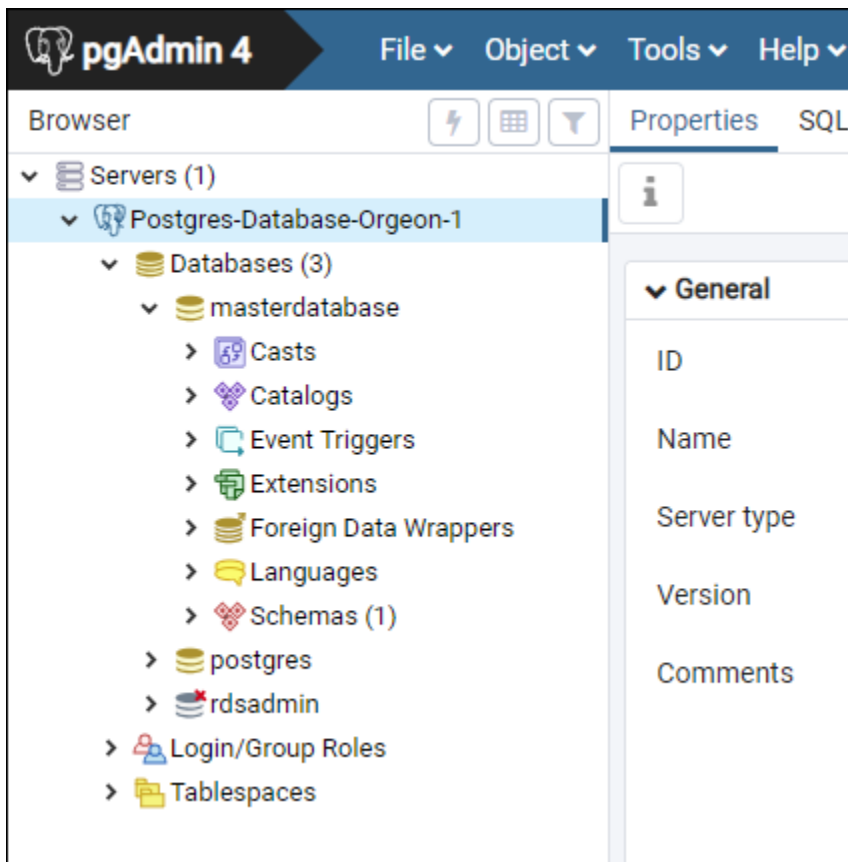 pgAdmin 4 File Object Tools Help
Browser Properties SQL
Servers (1)
Postgres-Database-Orgeon-1
Databases (3)
General
masterdatabase
Casts
ID
Catalogs
Event Triggers
Name
Extensions
Foreign Data Wrappers
Server type
Languages
Version
Schemas (1)
postgres
Comments
rdsadmin
Login/Group Roles
Tablespaces